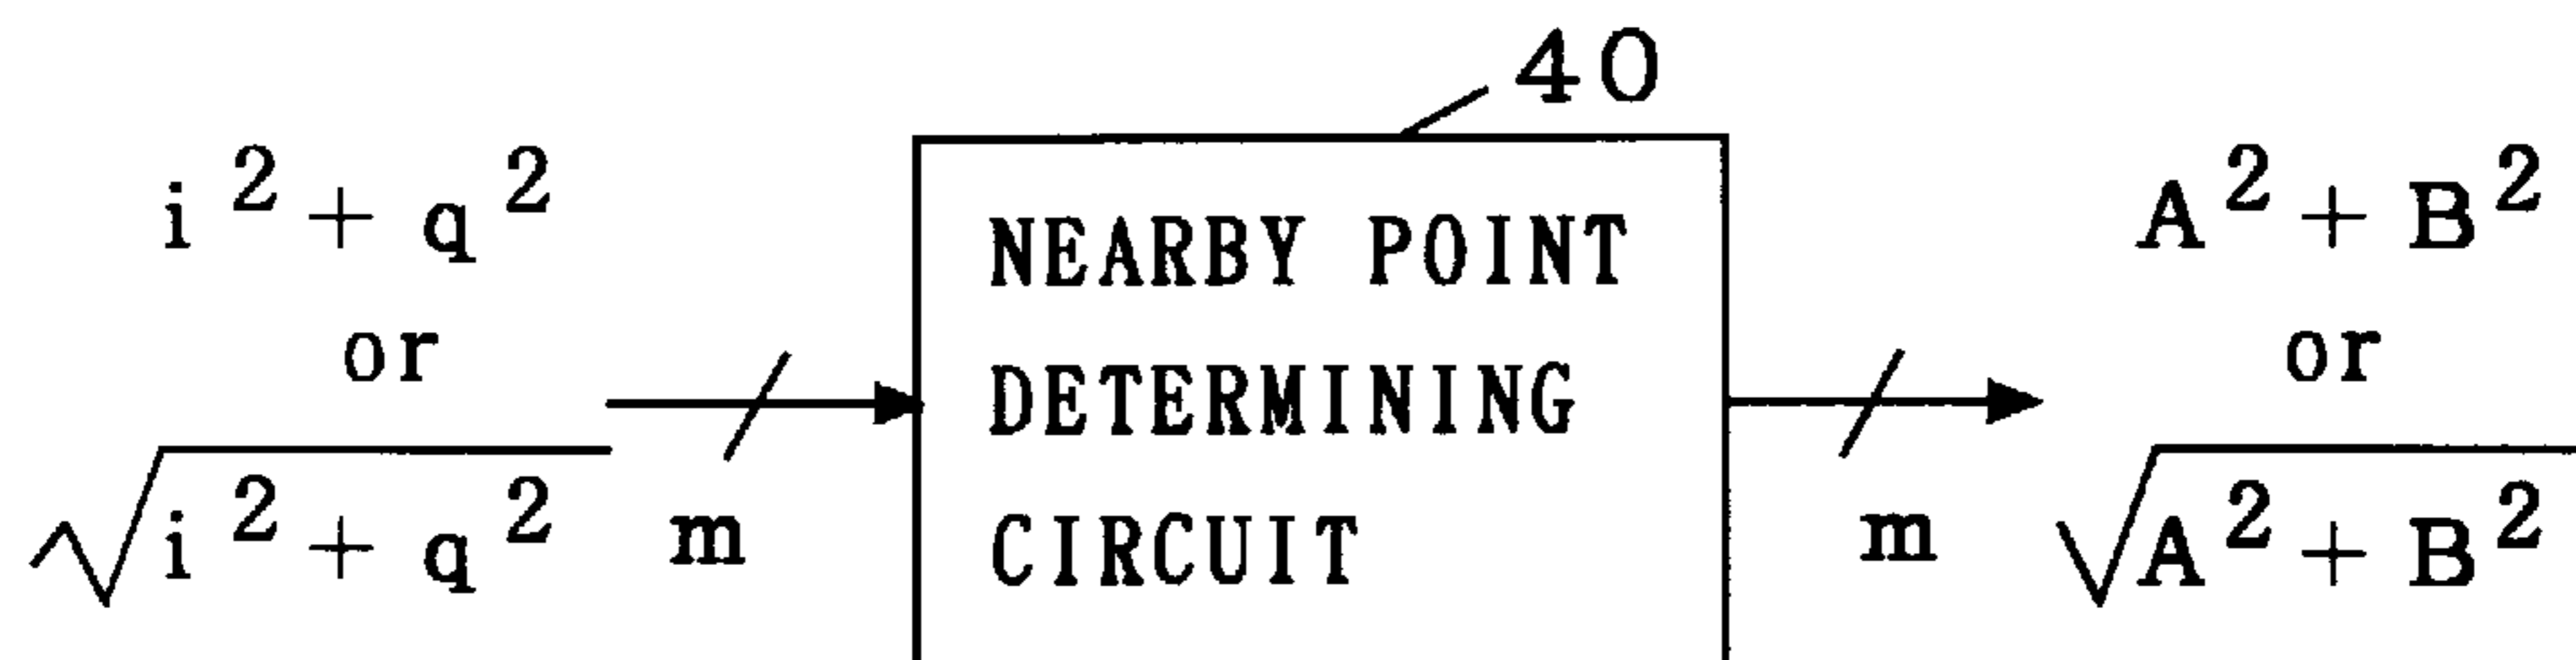 40
i² + q²
or
√(i² + q²)
m
NEARBY POINT
DETERMINING
CIRCUIT
m
A² + B²
or
√(A² + B²)